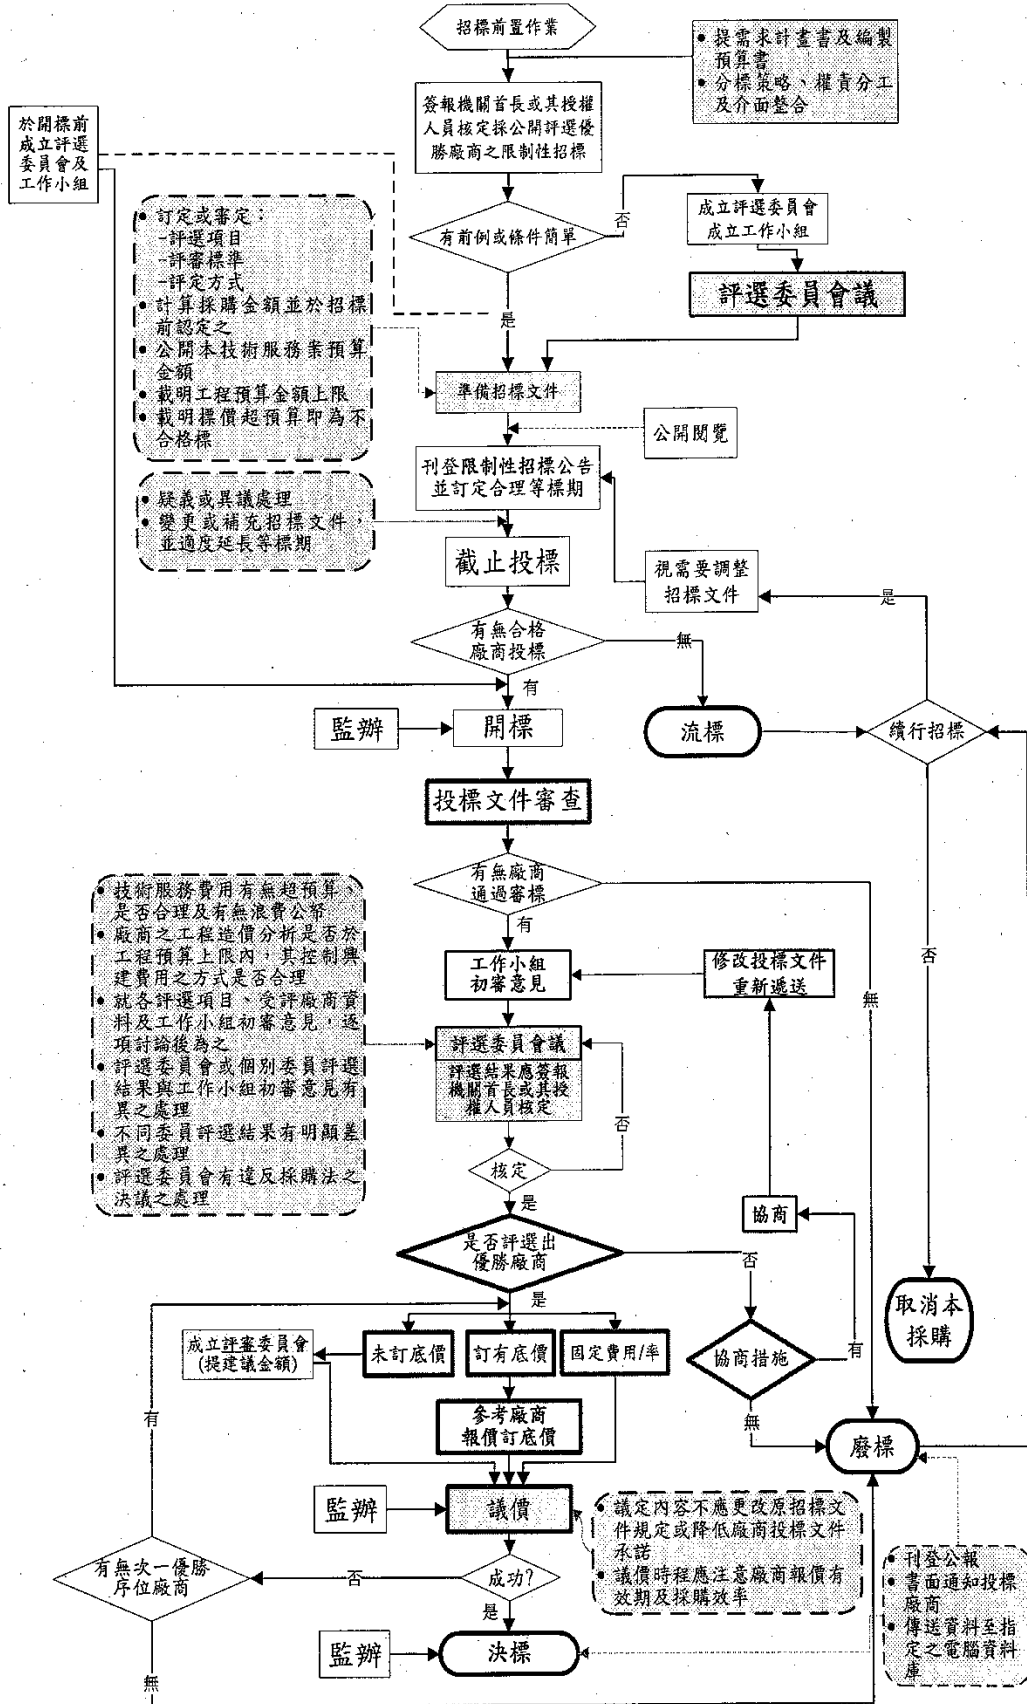 招標前置作業
• 提需求計畫書及編製
預算書
• 分標策略、權責分工
及介面整合
簽報機關首長或其授權
人員核定採公開評選優
勝廠商之限制性招標
於開標前
成立評選
委員會及
工作小組
有前例或條件簡單
否
成立評選委員會
成立工作小組
評選委員會議
• 訂定或審定：
-評選項目
-評審標準
-評定方式
• 計算採購金額並於招標
前認定之
• 公開本技術服務業預算
金額
• 載明工程預算金額上限
• 載明標價超預算即為不
合格標
是
準備招標文件
公開閱覽
刊登限制性招標公告
並訂定合理等標期
• 疑義或異議處理
• 變更或補充招標文件，
並適度延長等標期
截止投標
視需要調整
招標文件
是
有無合格
廠商投標
無
有
監辦
開標
流標
續行招標
投標文件審查
有無廠商
通過審標
有
無
否
• 技術服務費用有無超預算、
是否合理及有無浪費公帑
• 廠商之工程造價分析是否於
工程預算上限內，其控制興
建費用之方式是否合理
• 就各評選項目、受評廠商資
料及工作小組初審意見，逐
項討論後為之
• 評選委員會或個別委員評選
結果與工作小組初審意見有
異之處理
• 不同委員評選結果有明顯差
異之處理
• 評選委員會有違反採購法之
決議之處理
工作小組
初審意見
修改投標文件
重新遞送
評選委員會議
評選結果應簽報
機關首長或其授
權人員核定
否
核定
是
協商
是否評選出
優勝廠商
否
是
取消本
採購
成立評審委員會
(提建議金額)
未訂底價
訂有底價
固定費用/率
協商措施
有
無
有
參考廠商
報價訂底價
廢標
監辦
議價
• 議定內容不應更改原招標文
件規定或降低廠商投標文件
承諾
• 議價時程應注意廠商報價有
效期及採購效率
有無次一優勝
序位廠商
否
成功?
是
• 刊登公報
• 書面通知投標
廠商
• 傳送資料至指
定之電腦資料
庫
監辦
決標
無